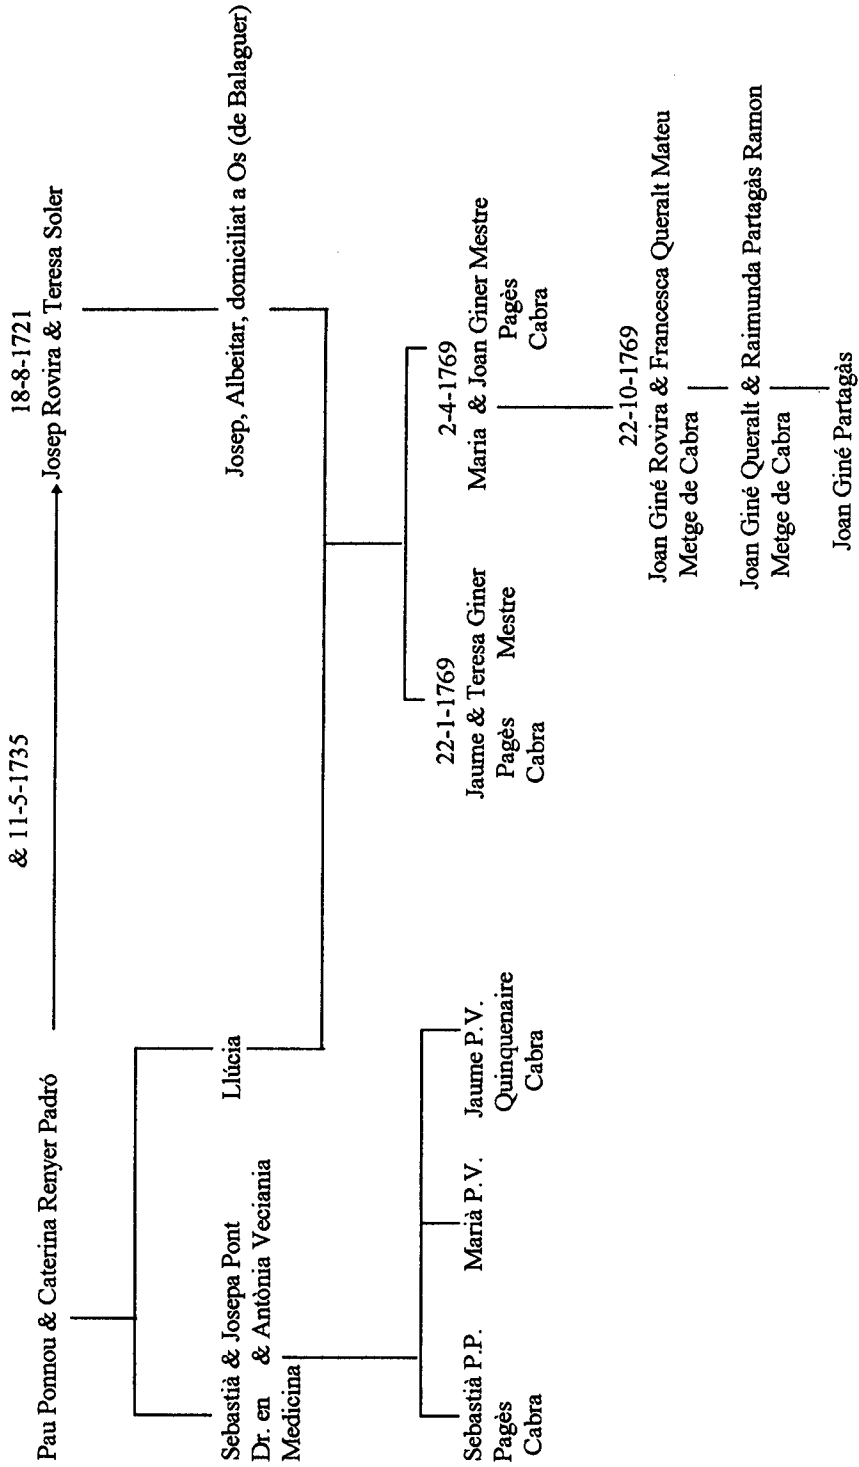 & 11-5-1735
18-8-1721
Pau Ponnou & Caterina Renyer Padró
Josep Rovira & Teresa Soler
Sebastià & Josepa Pont
Dr. en & Antònia Veciania
Medicina
Llúcia
Josep, Albeitar, domiciliat a Os (de Balaguer)
Sebastià P.P.
Pagès
Cabra
Marià P.V.
Jaume P.V.
Quinquenaire
Cabra
22-1-1769
Jaume & Teresa Giner
Pagès Mestre
Cabra
2-4-1769
Maria & Joan Giner Mestre
Pagès
Cabra
22-10-1769
Joan Giné Rovira & Francesca Queralt Mateu
Metge de Cabra
Joan Giné Queralt & Raimunda Partagàs Ramon
Metge de Cabra
Joan Giné Partagàs